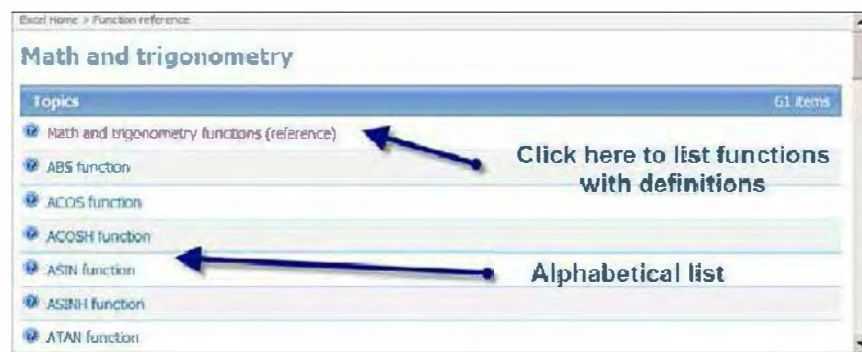 Excel Home > Function reference
Math and trigonometry
Topics 61 items
Math and trigonometry functions (reference)
ABS function
Click here to list functions
with definitions
ACOS function
ACOSH function
ASIN function
Alphabetical list
ASINH function
ATAN function